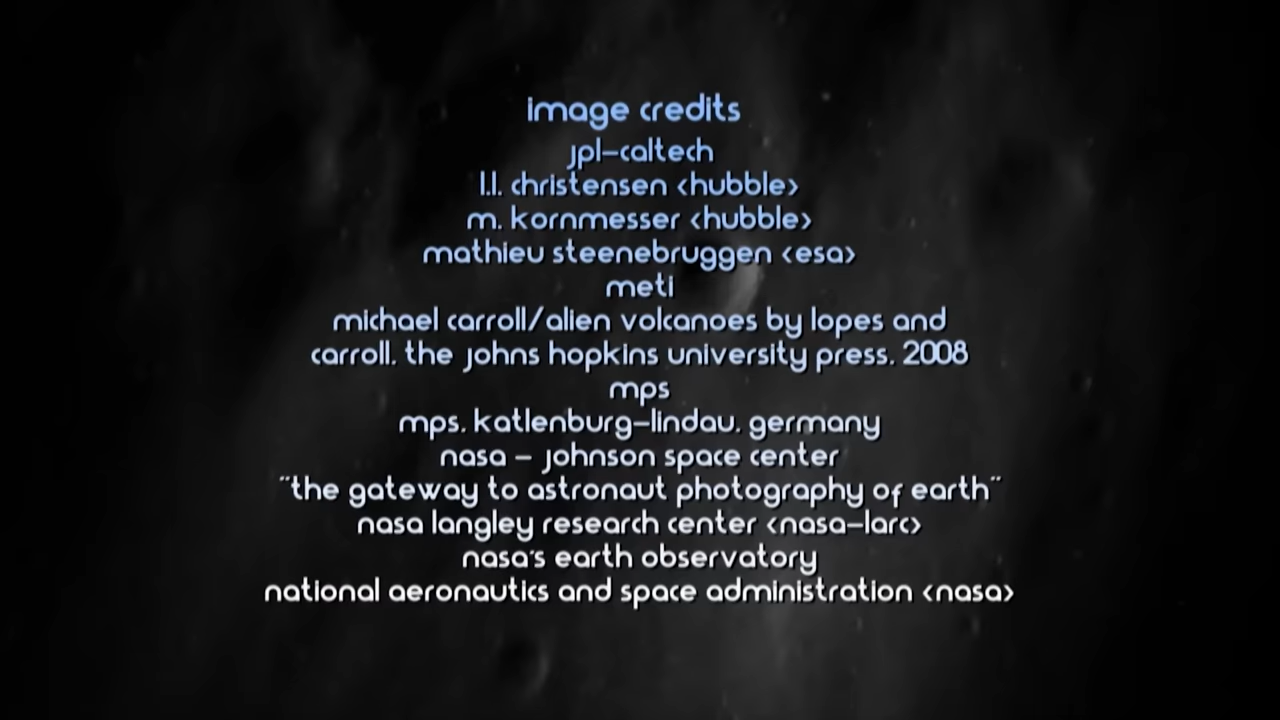 image credits
jpl-caltech
l.l. christensen <hubble>
m. kornmesser <hubble>
mathieu steenebruggen <esa>
meti
michael carroll/alien volcanoes by lopes and
carroll. the johns hopkins university press. 2008
mps
mps. katlenburg-lindau. germany
nasa - johnson space center
"the gateway to astronaut photography of earth"
nasa langley research center <nasa-larc>
nasa's earth observatory
national aeronautics and space administration <nasa>